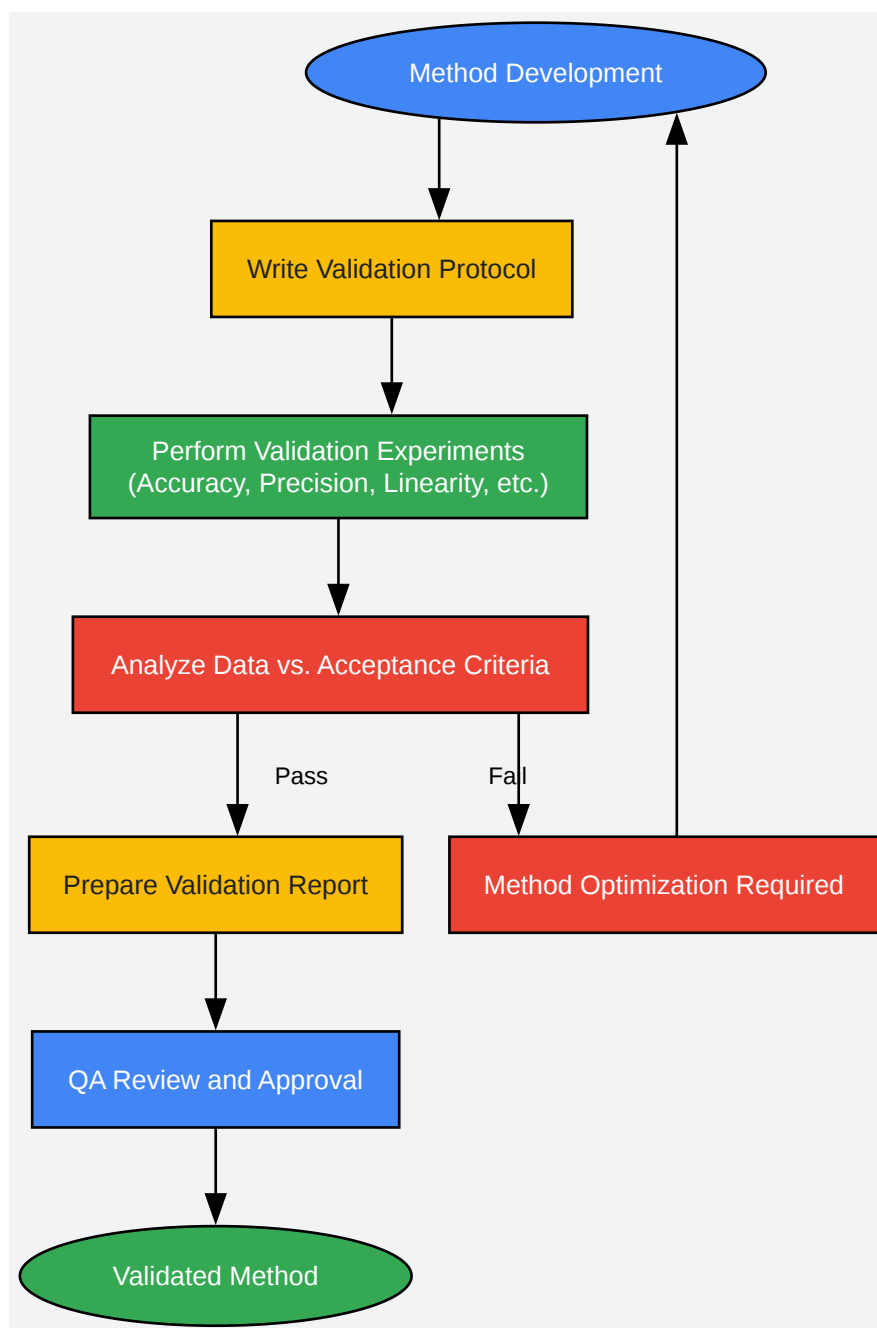 Method Development
Write Validation Protocol
Perform Validation Experiments
(Accuracy, Precision, Linearity, etc.)
Analyze Data vs. Acceptance Criteria
Pass
Fail
Prepare Validation Report
Method Optimization Required
QA Review and Approval
Validated Method